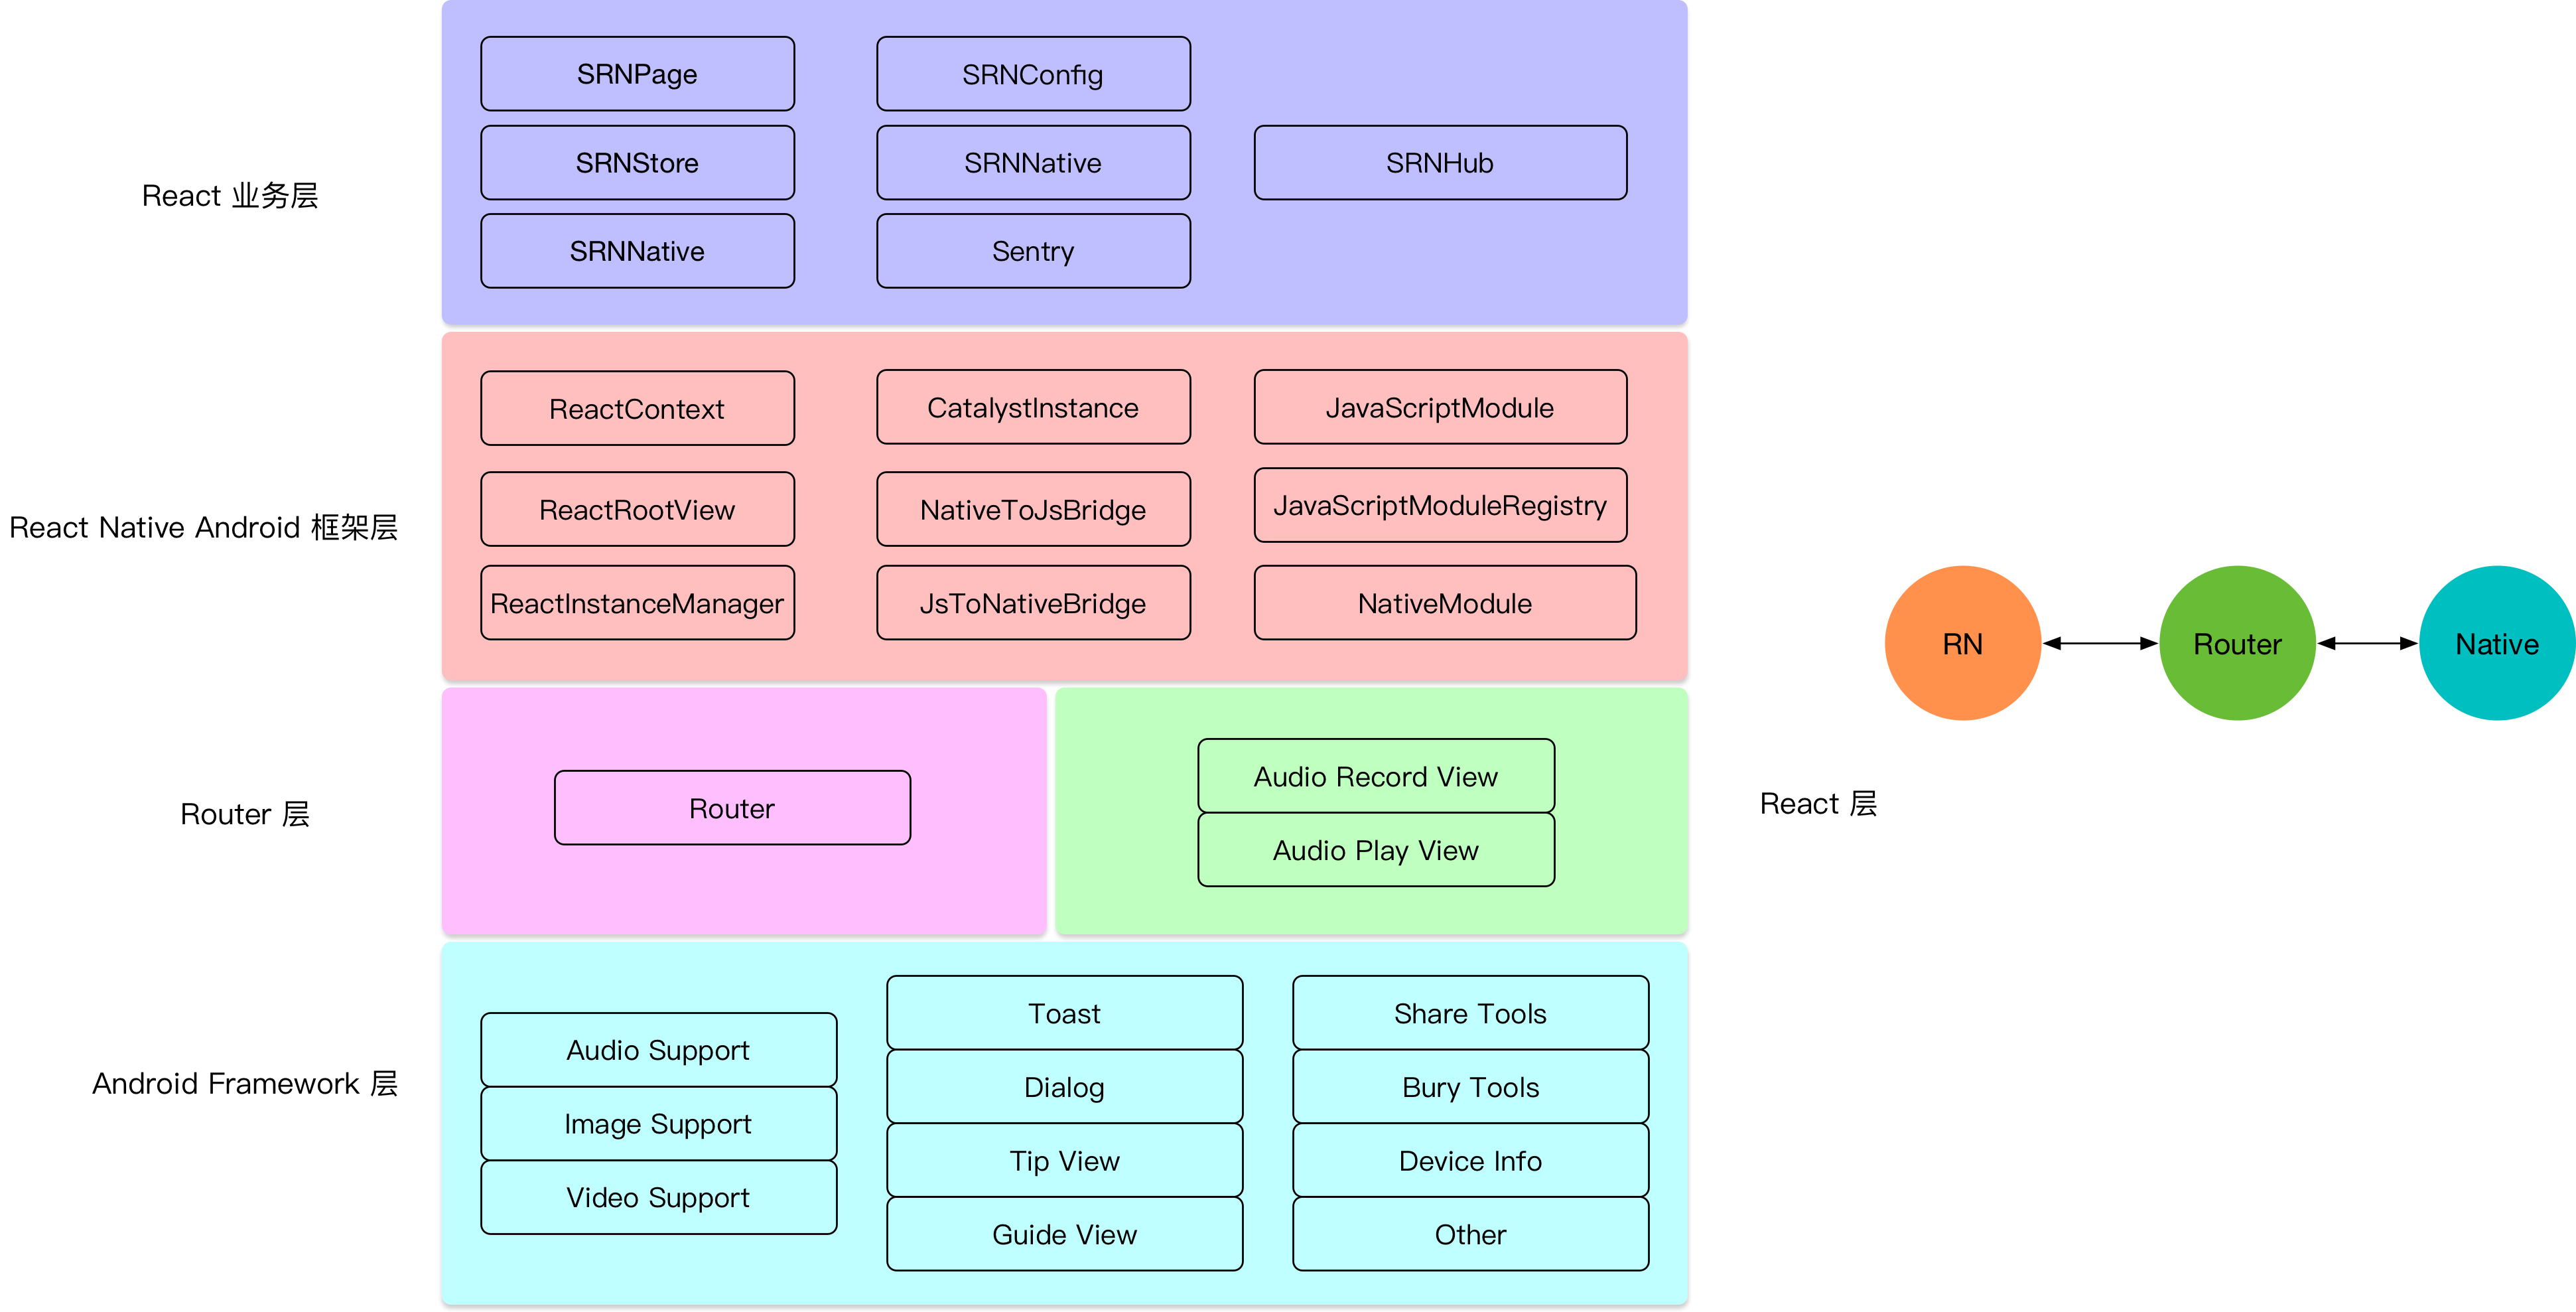 React 业务层
SRNPage
SRNConfig
SRNStore
SRNNative
SRNHub
SRNNative
Sentry
React Native Android 框架层
ReactContext
CatalystInstance
JavaScriptModule
ReactRootView
NativeToJsBridge
JavaScriptModuleRegistry
ReactInstanceManager
JsToNativeBridge
NativeModule
Router 层
Router
Audio Record View
Audio Play View
Android Framework 层
Audio Support
Image Support
Video Support
Toast
Dialog
Tip View
Guide View
Share Tools
Bury Tools
Device Info
Other
RN
Router
Native
React 层